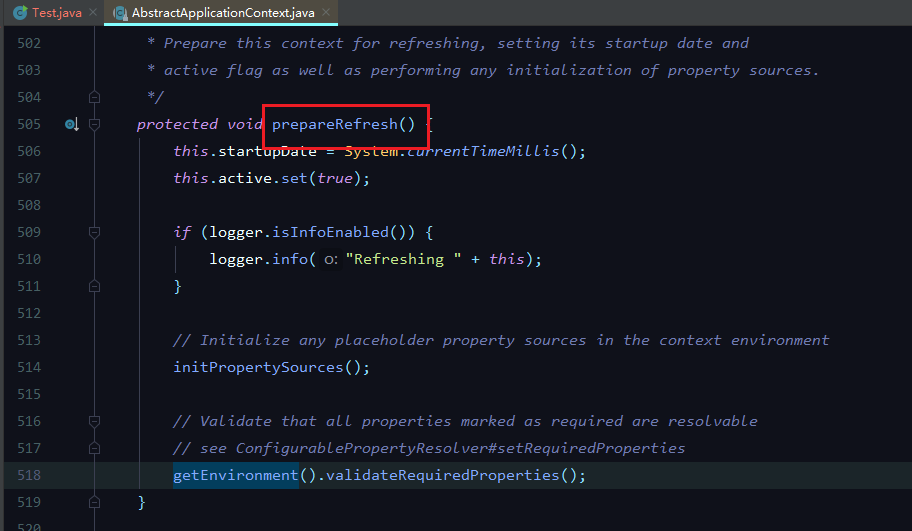 Test.java AbstractApplicationContext.java
502 * Prepare this context for refreshing, setting its startup date and
503 * active flag as well as performing any initialization of property sources.
504 */
505 protected void prepareRefresh() {
506 this.startupDate = System.currentTimeMillis();
507 this.active.set(true);
508
509 if (logger.isInfoEnabled()) {
510 logger.info( o: "Refreshing " + this);
511 }
512
513 // Initialize any placeholder property sources in the context environment
514 initPropertySources();
515
516 // Validate that all properties marked as required are resolvable
517 // see ConfigurablePropertyResolver#setRequiredProperties
518 getEnvironment().validateRequiredProperties();
519 }
520